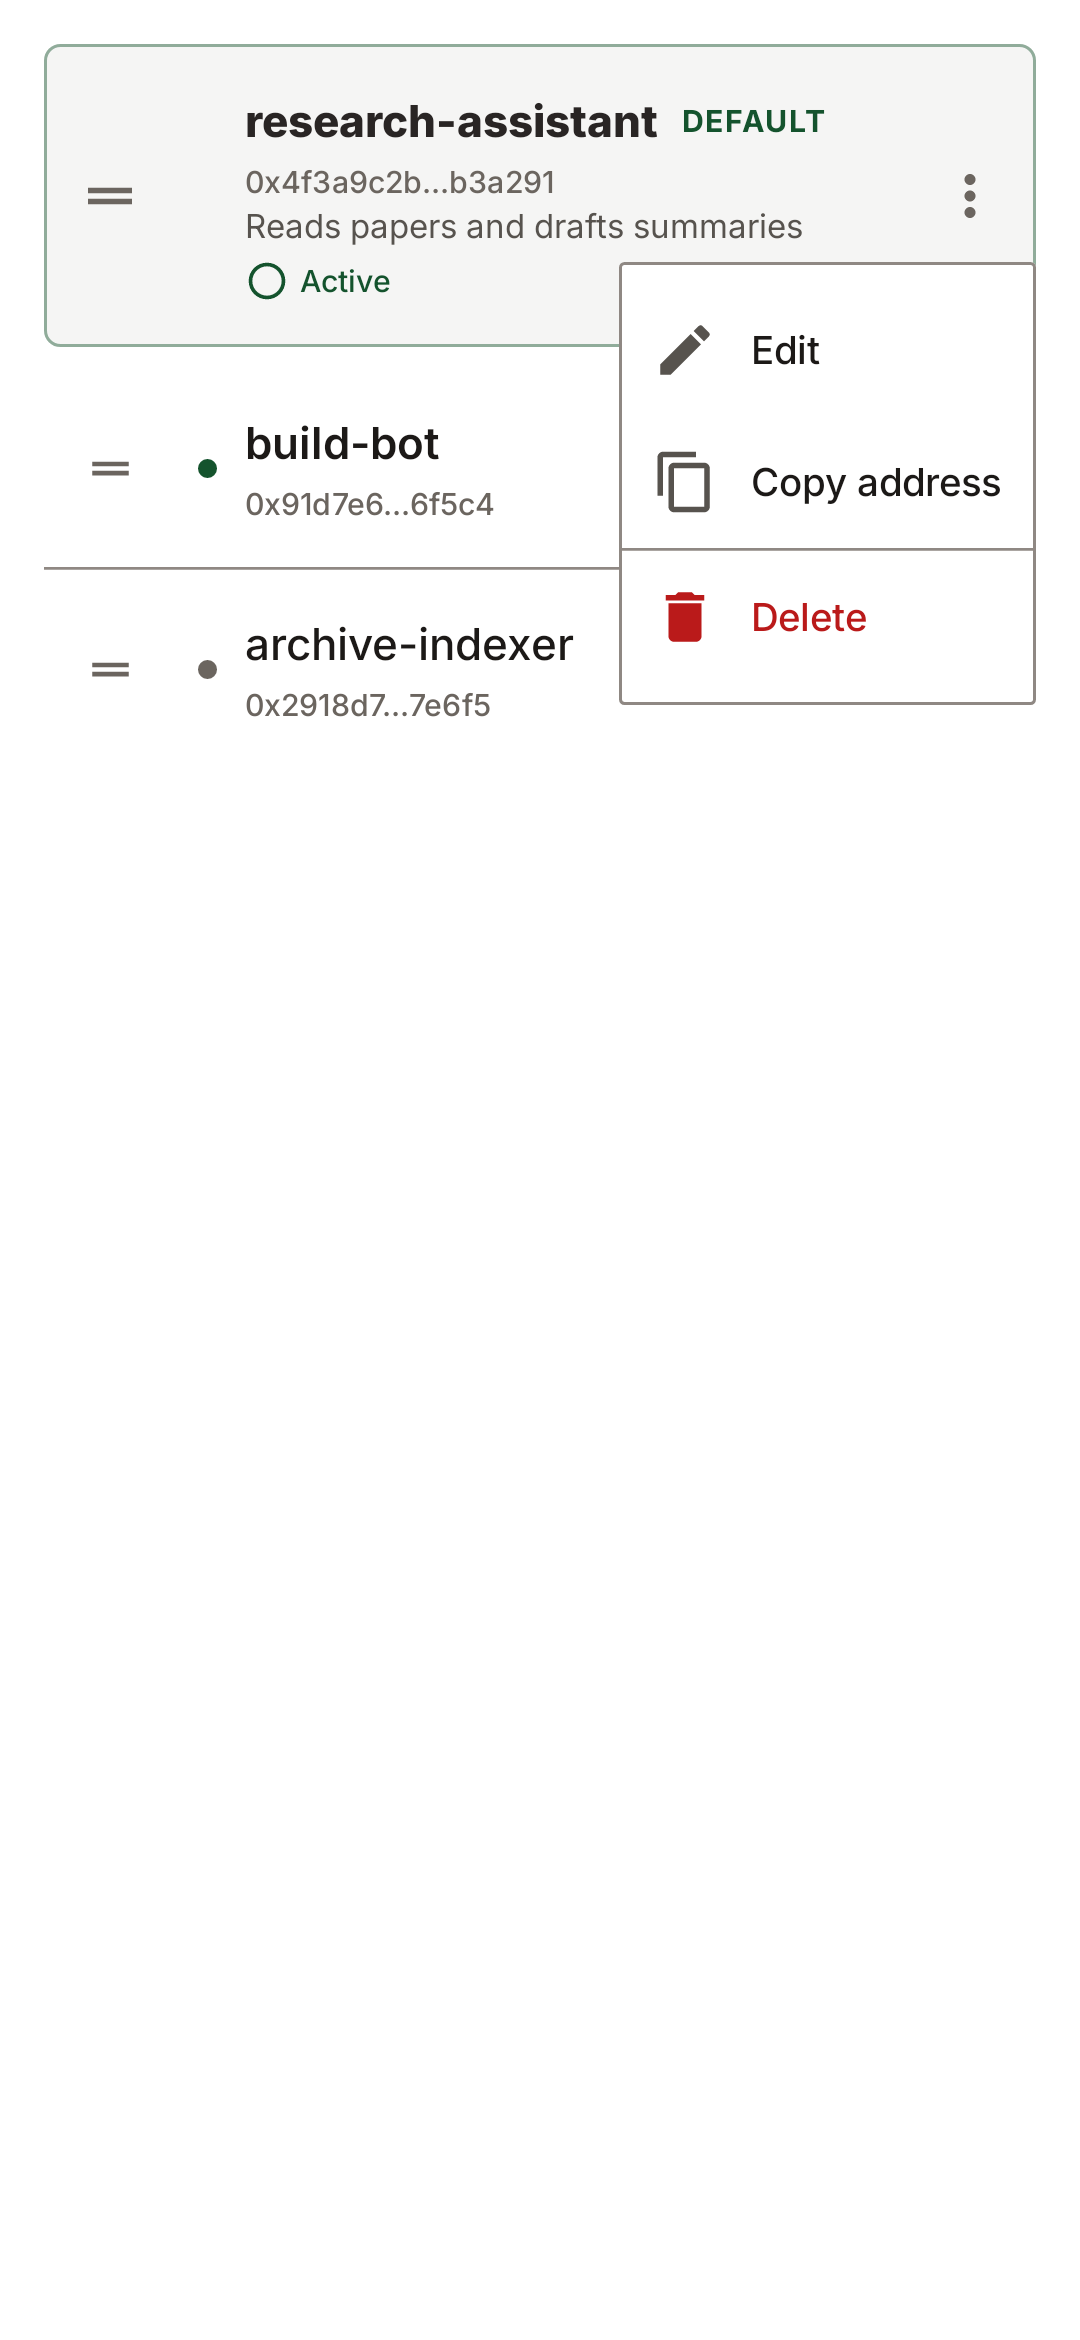 research-assistant DEFAULT
0x4f3a9c2b...b3a291
Reads papers and drafts summaries
Active
Edit
build-bot
0x91d7e6...6f5c4
Copy address
archive-indexer
0x2918d7...7e6f5
Delete